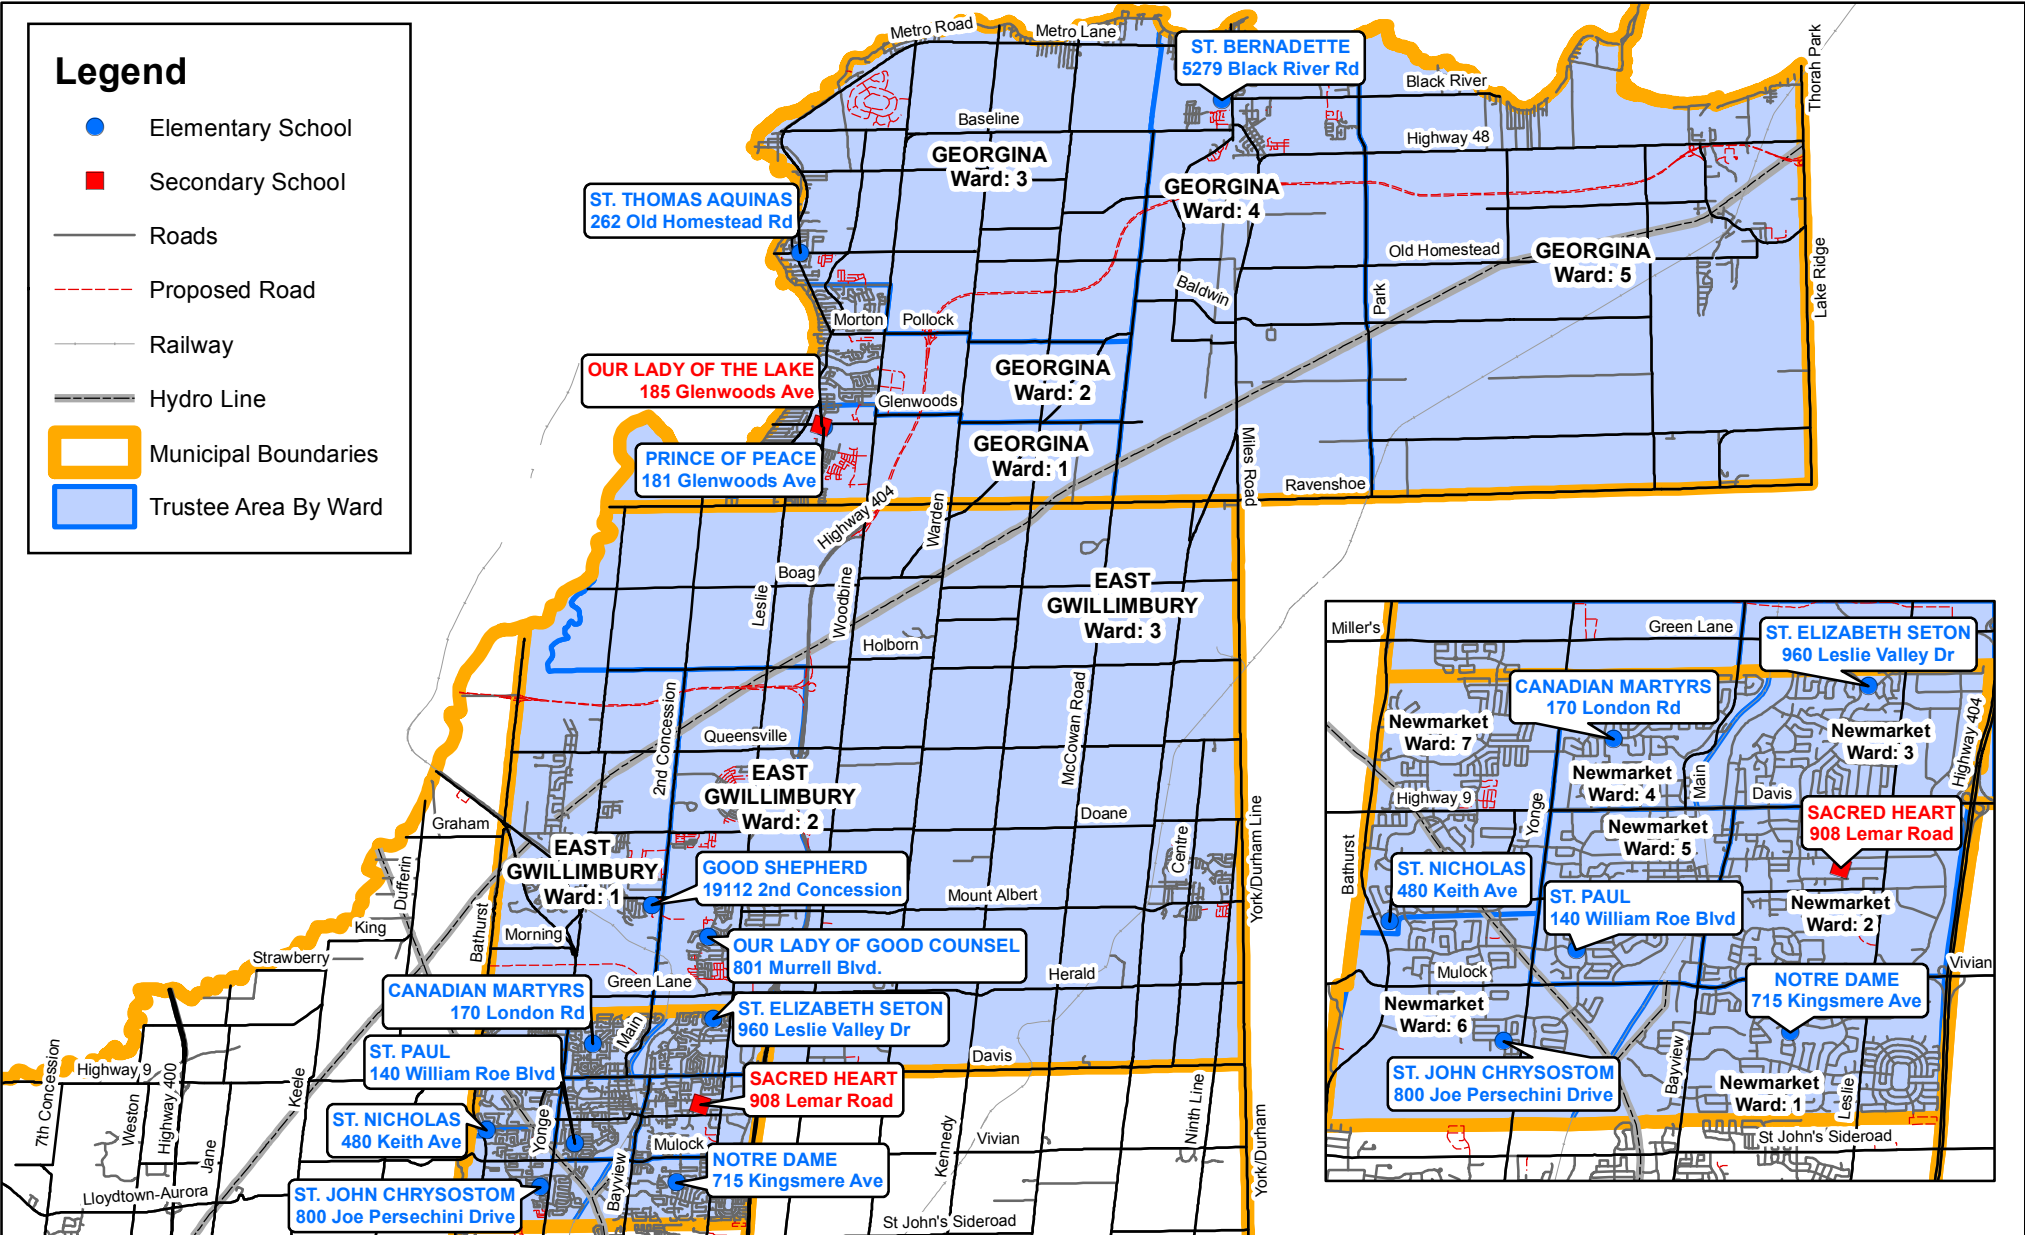 Legend
Elementary School
Secondary School
Roads
Proposed Road
Railway
Hydro Line
Municipal Boundaries
Trustee Area By Ward
Metro Road
Metro Lane
ST. BERNADETTE
5279 Black River Rd
Black River
Thorah Park
Baseline
Highway 48
GEORGINA
Ward: 3
GEORGINA
Ward: 4
ST. THOMAS AQUINAS
262 Old Homestead Rd
Old Homestead
GEORGINA
Ward: 5
Lake Ridge
Baldwin
Park
Morton
Pollock
OUR LADY OF THE LAKE
185 Glenwoods Ave
GEORGINA
Ward: 2
Glenwoods
GEORGINA
Ward: 1
PRINCE OF PEACE
181 Glenwoods Ave
Miles Road
Ravenshoe
Highway 404
Warden
Boag
Leslie
Woodbine
EAST
GWILLIMBURY
Ward: 3
Holborn
2nd Concession
McCowan Road
Queensville
EAST
GWILLIMBURY
Ward: 2
Doane
Graham
Centre
York/Durham Line
EAST
GWILLIMBURY
Ward: 1
GOOD SHEPHERD
19112 2nd Concession
Dufferin
Mount Albert
King
Bathurst
Morning
OUR LADY OF GOOD COUNSEL
801 Murrell Blvd.
Strawberry
Herald
Green Lane
CANADIAN MARTYRS
170 London Rd
ST. ELIZABETH SETON
960 Leslie Valley Dr
Main
ST. PAUL
140 William Roe Blvd
Davis
Highway 9
7th Concession
Weston
Highway 400
Jane
Keele
SACRED HEART
908 Lemar Road
ST. NICHOLAS
480 Keith Ave
Yonge
Mulock
Vivian
Kennedy
Ninth Line
York/Durham
NOTRE DAME
715 Kingsmere Ave
Bayview
Lloydtown-Aurora
ST. JOHN CHRYSOSTOM
800 Joe Persechini Drive
St John's Sideroad
Miller's
Green Lane
ST. ELIZABETH SETON
960 Leslie Valley Dr
CANADIAN MARTYRS
170 London Rd
Newmarket
Ward: 7
Newmarket
Ward: 3
Highway 404
Newmarket
Ward: 4
Main
Highway 9
Yonge
Davis
SACRED HEART
908 Lemar Road
Newmarket
Ward: 5
Bathurst
ST. NICHOLAS
480 Keith Ave
ST. PAUL
140 William Roe Blvd
Newmarket
Ward: 2
Mulock
Vivian
NOTRE DAME
715 Kingsmere Ave
Newmarket
Ward: 6
ST. JOHN CHRYSOSTOM
800 Joe Persechini Drive
Bayview
Newmarket
Ward: 1
Leslie
St John's Sideroad